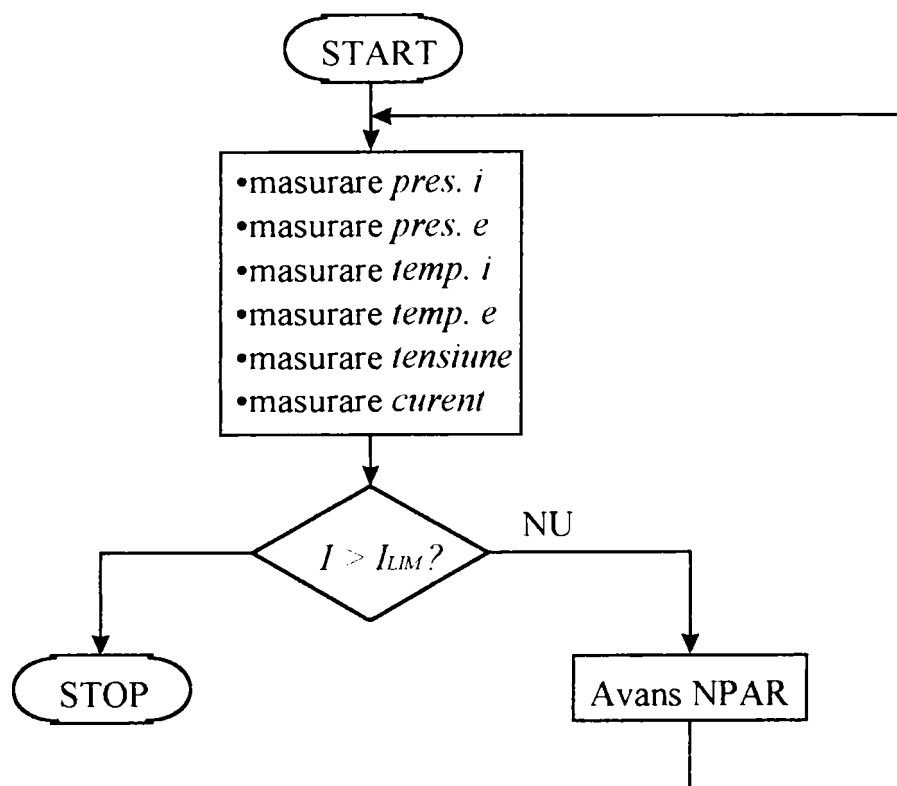 START
•masurare pres. i
•masurare pres. e
•masurare temp. i
•masurare temp. e
•masurare tensiune
•masurare curent
I > ILIM?
NU
STOP
Avans NPAR